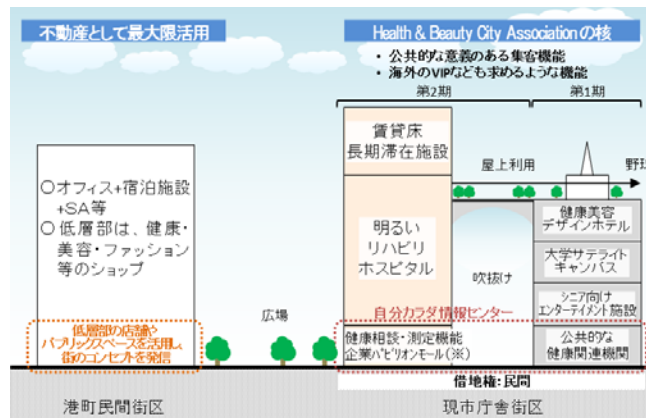 不動産として最大限活用
Health & Beauty City Associationの核
• 公共的な意義のある集客機能
• 海外のVIPなども求めるような機能
第2期
第1期
賃貸床
長期滞在施設
屋上利用
野球
○オフィス+宿泊施設
+SA等
○低層部は、健康・
美容・ファッション
等のショップ
明るい
リハビリ
ホスピタル
吹抜け
健康美容
デザインホテル
大学サテライト
キャンパス
シニア向け
エンターテイメント施設
自分カラダ情報センター
広場
低層部の店舗や
パブリックスペースを活用し、
街のコンセプトを発信
健康相談・測定機能
企業パビリオンモール(※)
公共的な
健康関連機関
借地権:民間
港町民間街区
現市庁舎街区